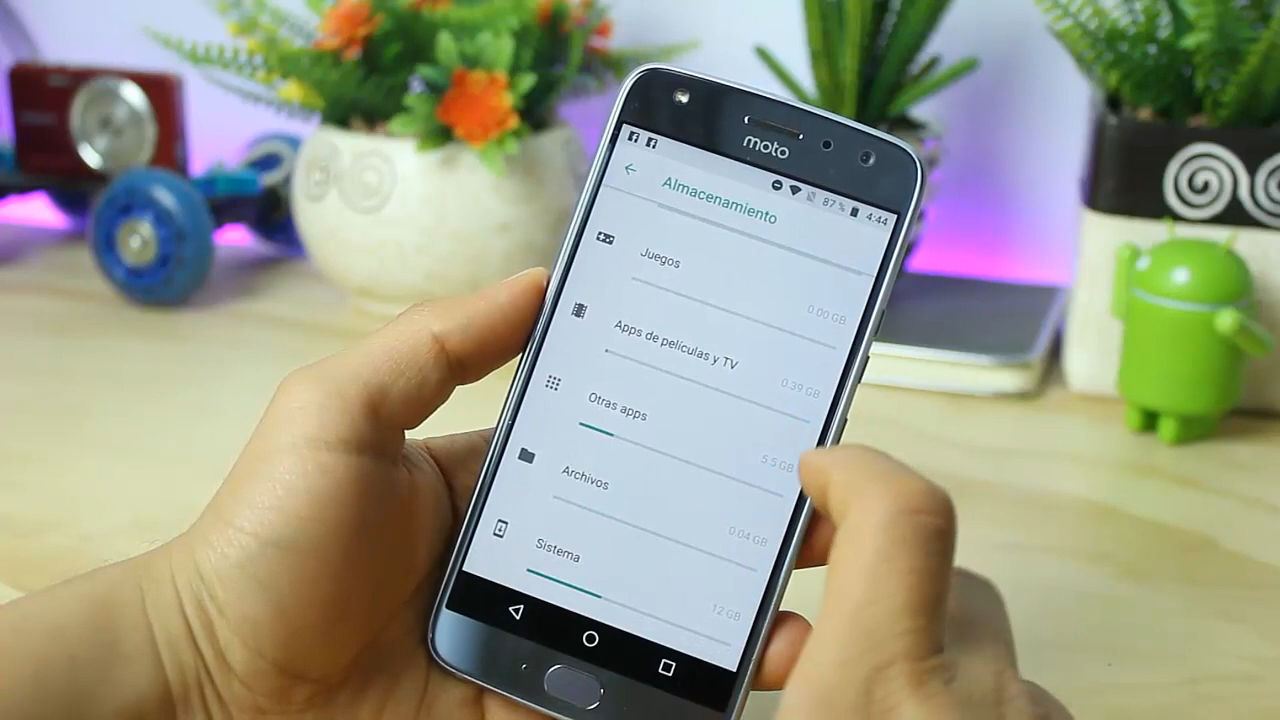 moto
87 %
4:44
Almacenamiento
Juegos
0.00 GB
Apps de películas y TV
0.39 GB
Otras apps
5.5 GB
Archivos
0.04 GB
Sistema
12 GB